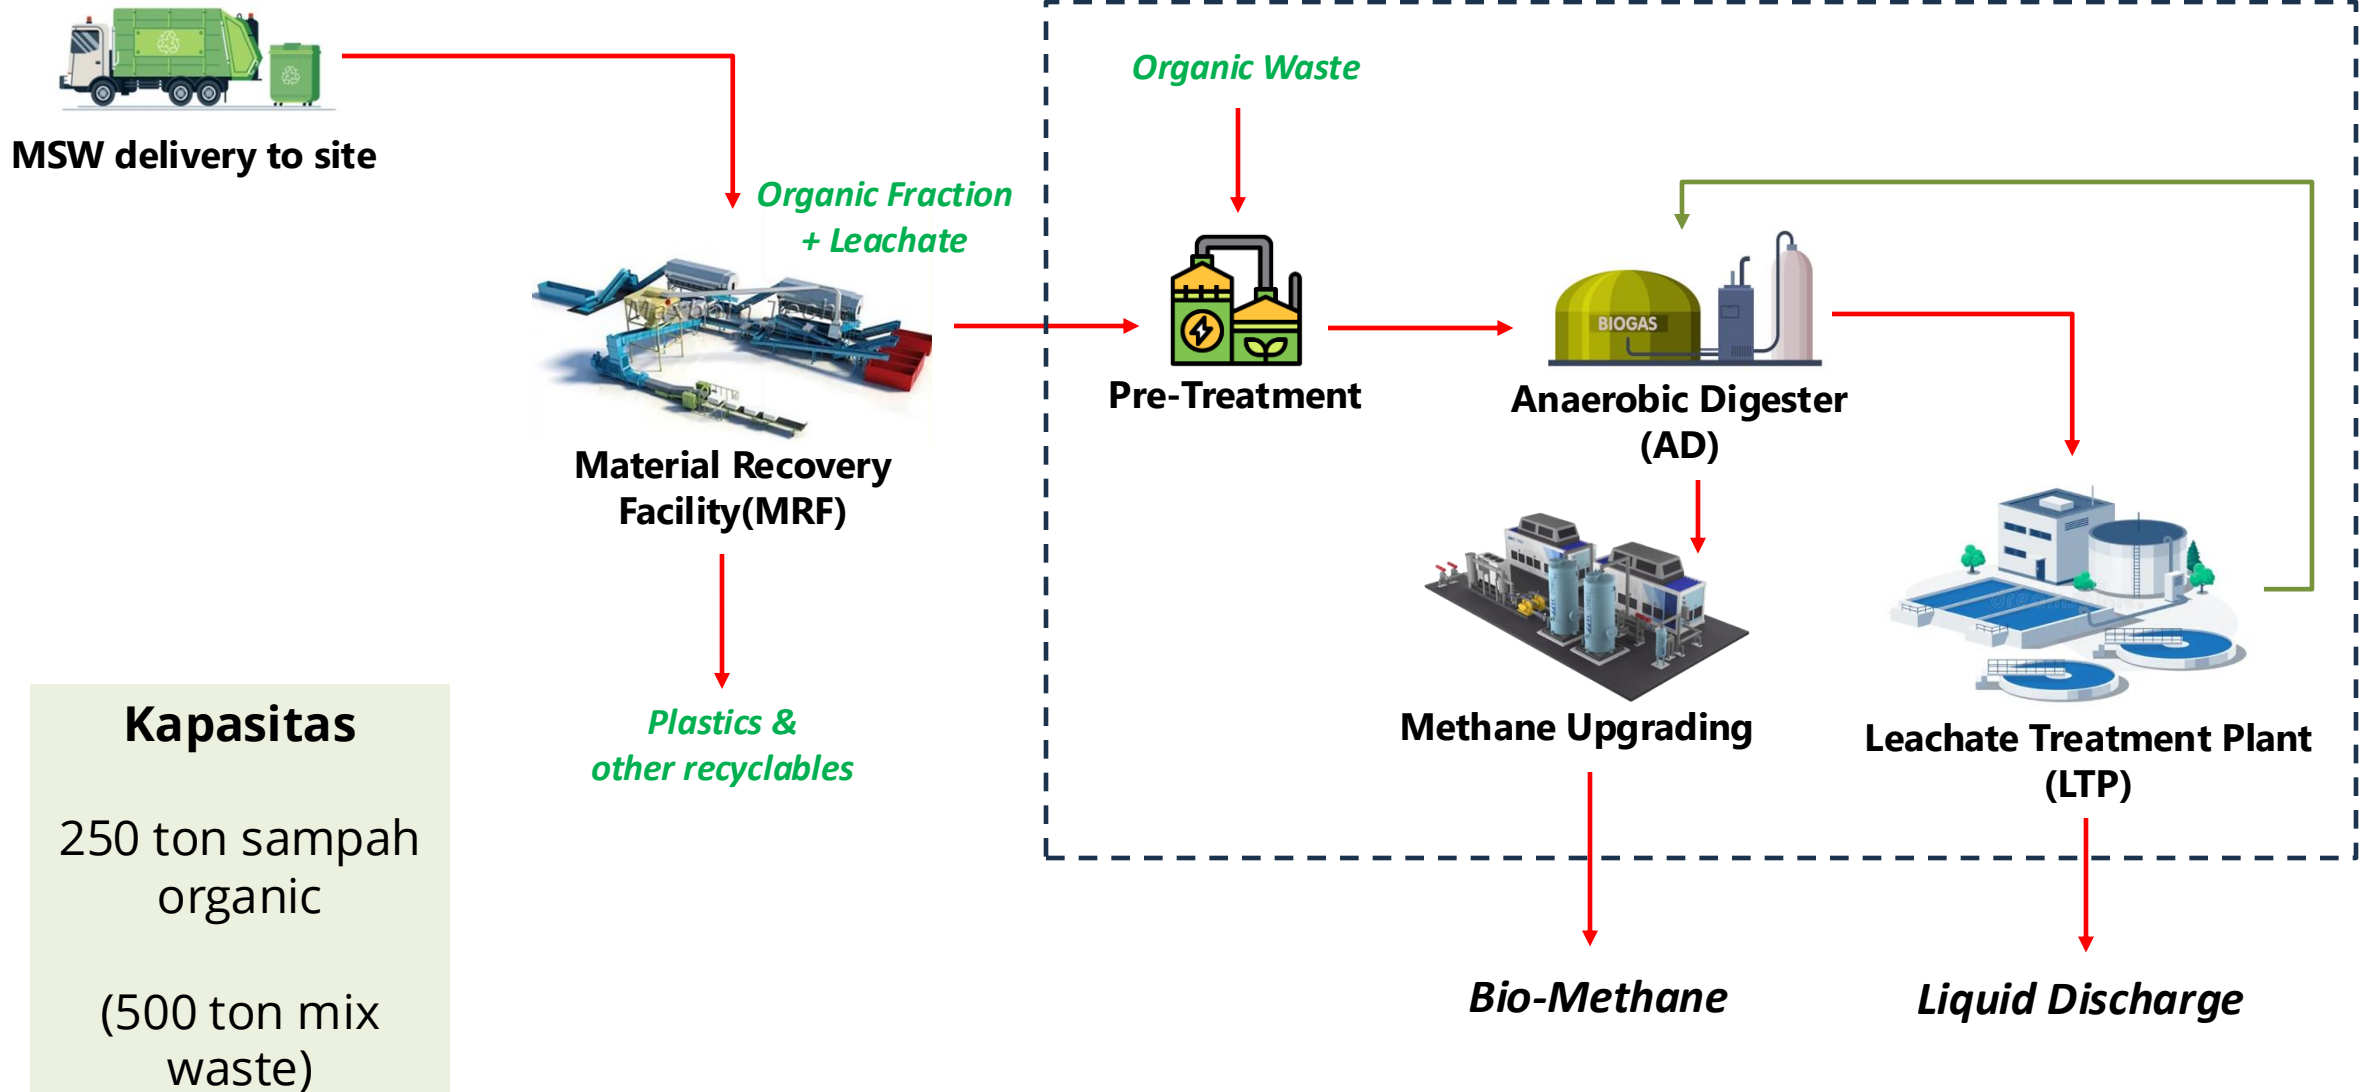 MSW delivery to site
Organic Waste
Organic Fraction
+ Leachate
BIOGAS
Pre-Treatment
Anaerobic Digester
(AD)
Material Recovery
Facility(MRF)
Plastics &
other recyclables
Methane Upgrading
Leachate Treatment Plant
(LTP)
Kapasitas
250 ton sampah
organic
(500 ton mix
waste)
Bio-Methane
Liquid Discharge